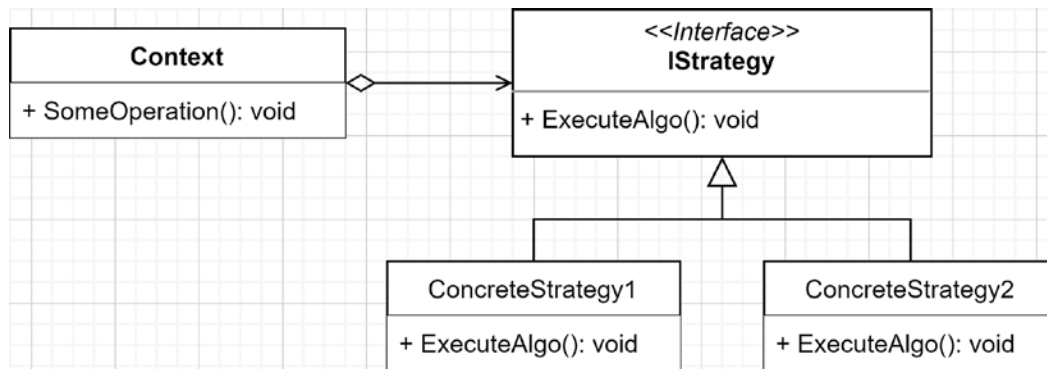 Context
+ SomeOperation(): void
<<Interface>>
IStrategy
+ ExecuteAlgo(): void
ConcreteStrategy1
+ ExecuteAlgo(): void
ConcreteStrategy2
+ ExecuteAlgo(): void